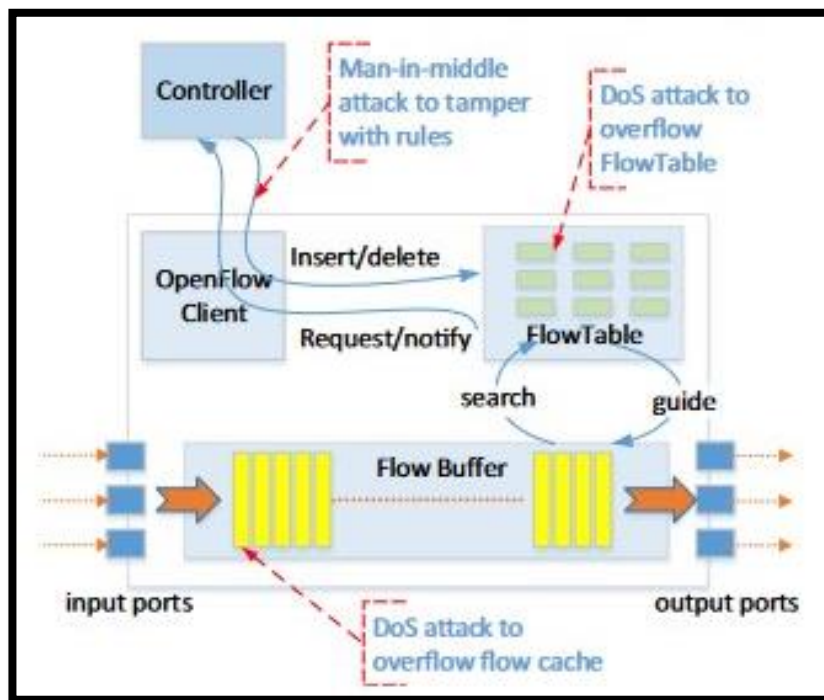 Controller
Man-in-middle
attack to tamper
with rules
DoS attack to
overflow
FlowTable
OpenFlow
Client
Insert/delete
Request/notify
FlowTable
search
guide
Flow Buffer
input ports
output ports
DoS attack to
overflow flow cache